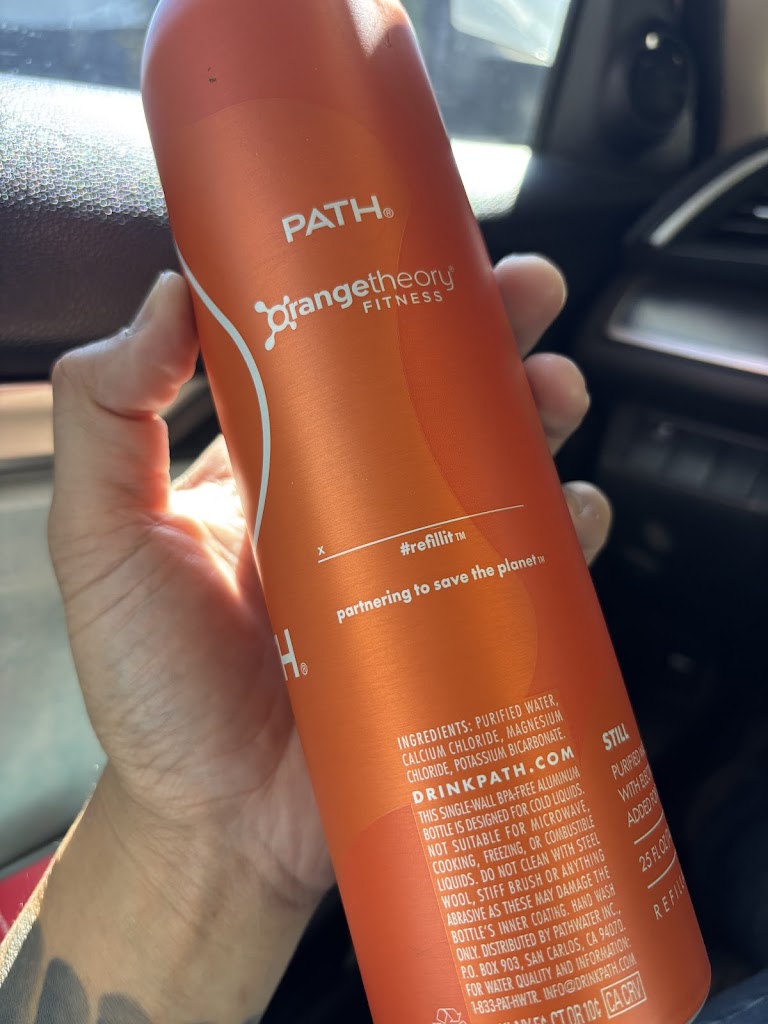 PATH®
orangetheory®
FITNESS
x
#refillit™
partnering to save the planet™
H®
INGREDIENTS: PURIFIED WATER,
CALCIUM CHLORIDE, MAGNESIUM
CHLORIDE, POTASSIUM BICARBONATE.
DRINKPATH.COM
THIS SINGLE-WALL BPA-FREE ALUMINUM
BOTTLE IS DESIGNED FOR COLD LIQUIDS.
NOT SUITABLE FOR MICROWAVE,
COOKING, FREEZING, OR COMBUSTIBLE
LIQUIDS. DO NOT CLEAN WITH STEEL
WOOL, STIFF BRUSH OR ANYTHING
ABRASIVE AS THESE MAY DAMAGE THE
BOTTLE'S INNER COATING. HAND WASH
ONLY. DISTRIBUTED BY PATHWATER INC.,
P.O. BOX 903, SAN CARLOS, CA 94070.
FOR WATER QUALITY AND INFORMATION:
1-833-PAT-HWTR. INFO@DRINKPATH.COM
CT OR 10¢ CA CRV
STILL
PURIFIED
WITH
ADDED
25 FL